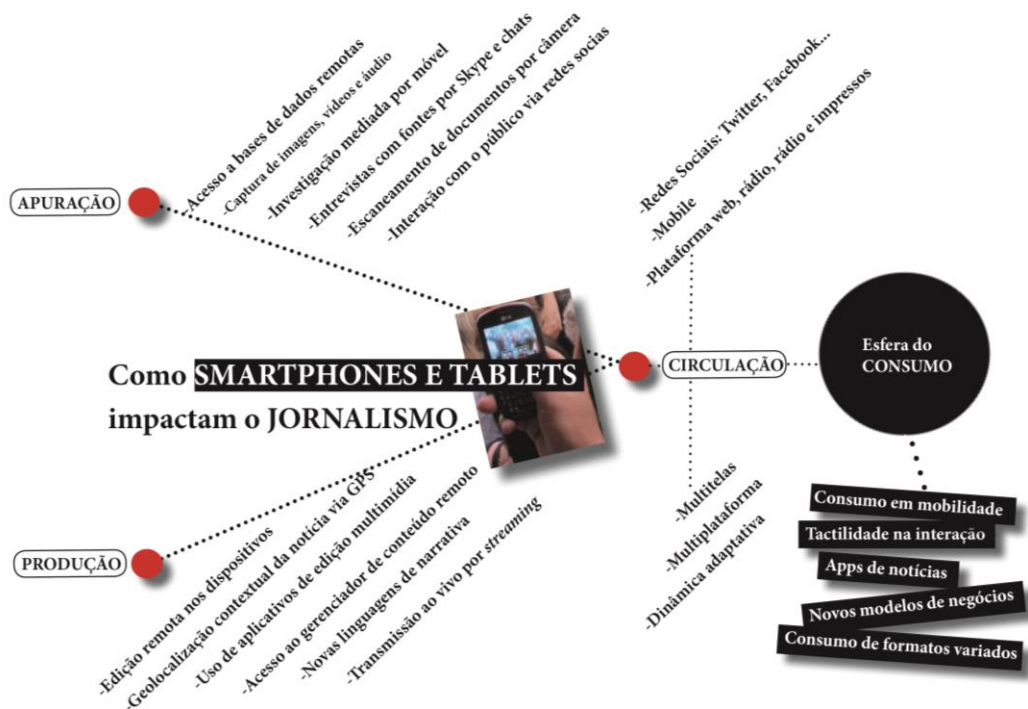 APURAÇÃO
-Acesso a bases de dados remotas
-Captura de imagens, vídeos e áudio
-Investigação mediada por móvel
-Entrevistas com fontes por Skype e chats
-Escaneamento de documentos por câmera
-Interação com o público via redes socias
-Redes Sociais: Twitter, Facebook...
-Mobile
-Plataforma web, rádio, rádio e impressos
Como SMARTPHONES E TABLETS
impactam o JORNALISMO
CIRCULAÇÃO
Esfera do
CONSUMO
PRODUÇÃO
-Edição remota nos dispositivos
-Geolocalização contextual da notícia via GPS
-Uso de aplicativos de edição multimídia
-Acesso ao gerenciador de conteúdo remoto
-Novas linguagens de narrativa
-Transmissão ao vivo por streaming
-Multitelas
-Multiplataforma
-Dinâmica adaptativa
Consumo em mobilidade
Tactilidade na interação
Apps de notícias
Novos modelos de negócios
Consumo de formatos variados